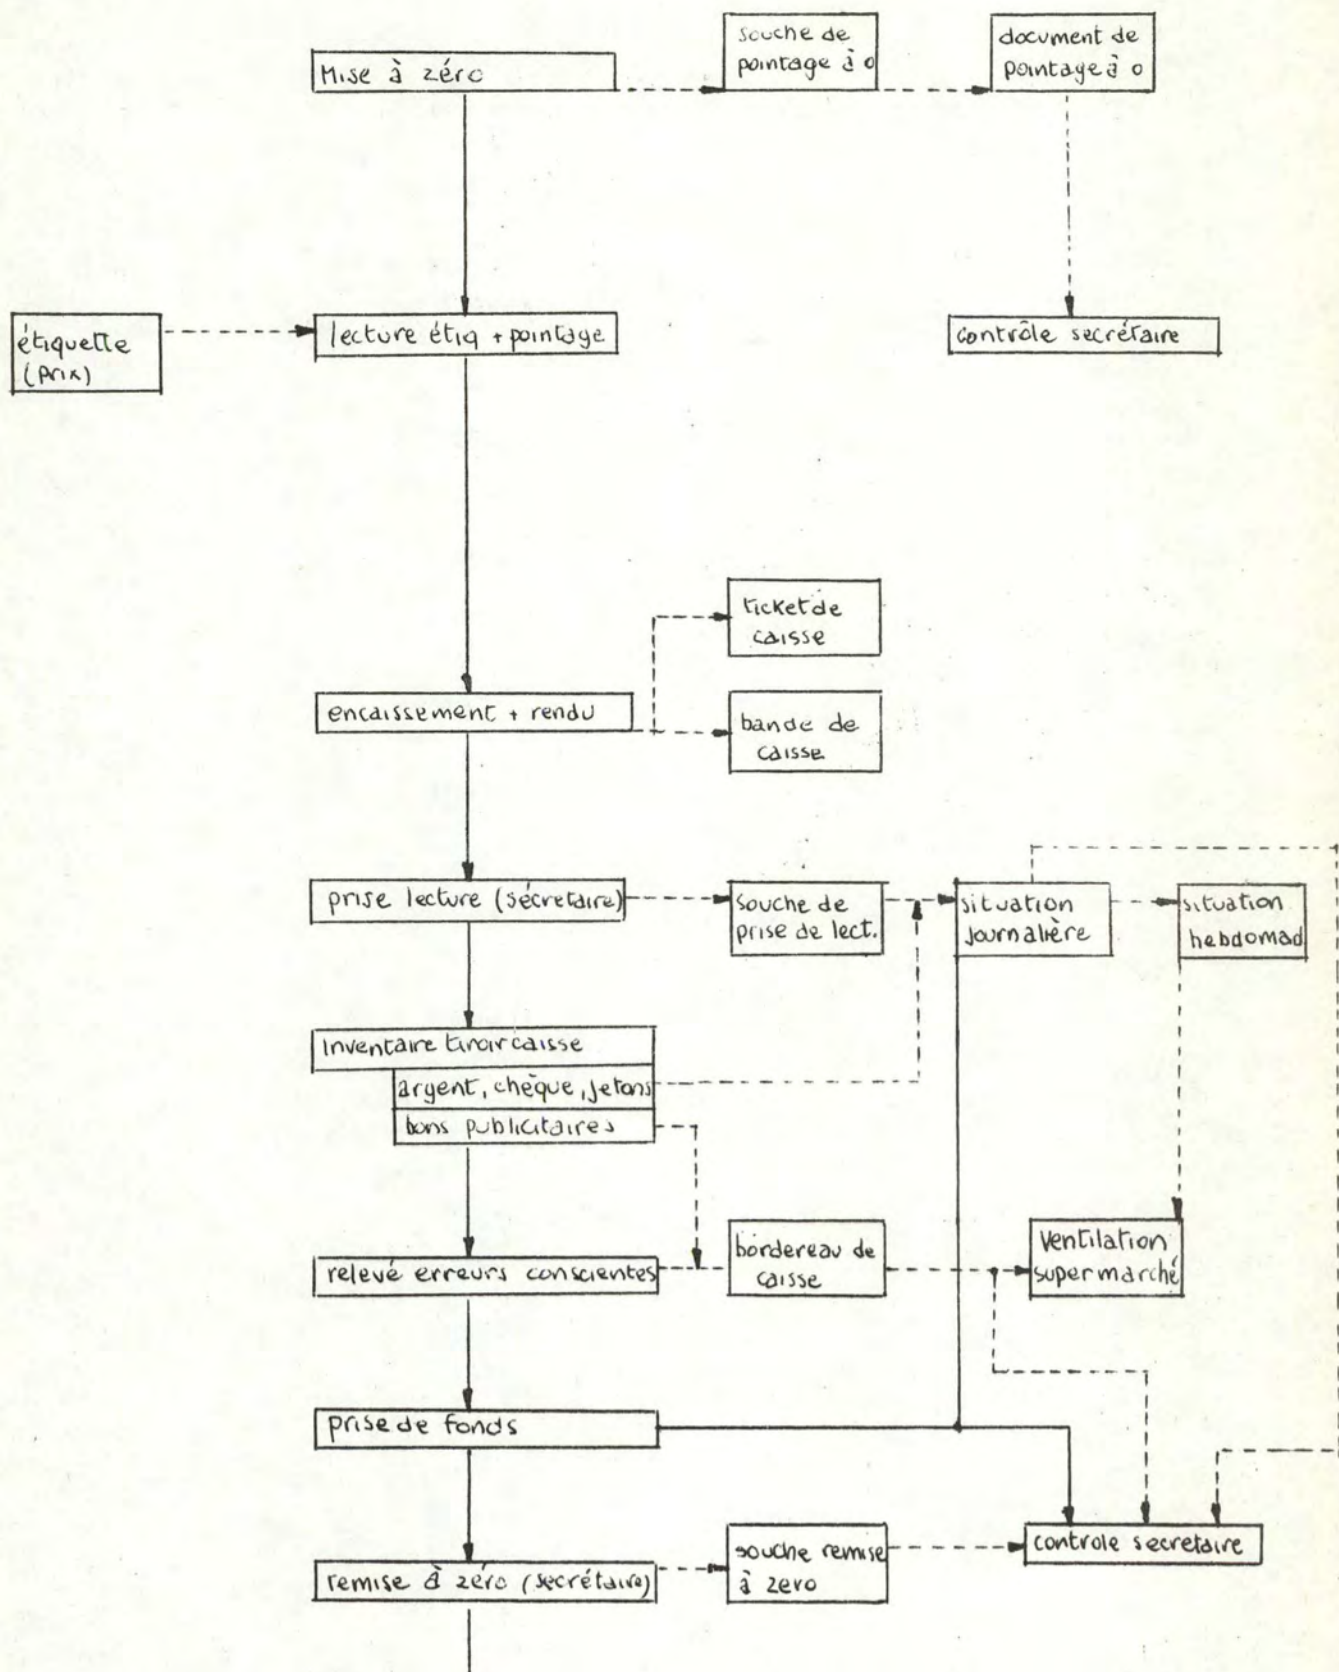 Mise à zéro
souche de
pointage à 0
document de
pointage à 0
étiquette
(prix)
lecture étiq + pointage
contrôle secrétaire
ticket de
caisse
encaissement + rendu
bande de
caisse
prise lecture (sécretaire)
souche de
prise de lect.
situation
journalière
situation
hebdomad
Inventaire tiroir caisse
argent, chèque, jetons
bons publicitaires
relevé erreurs conscientes
bordereau de
caisse
ventilation
supermarché
prise de fonds
remise à zéro (secrétaire)
souche remise
à zero
controle secretaire